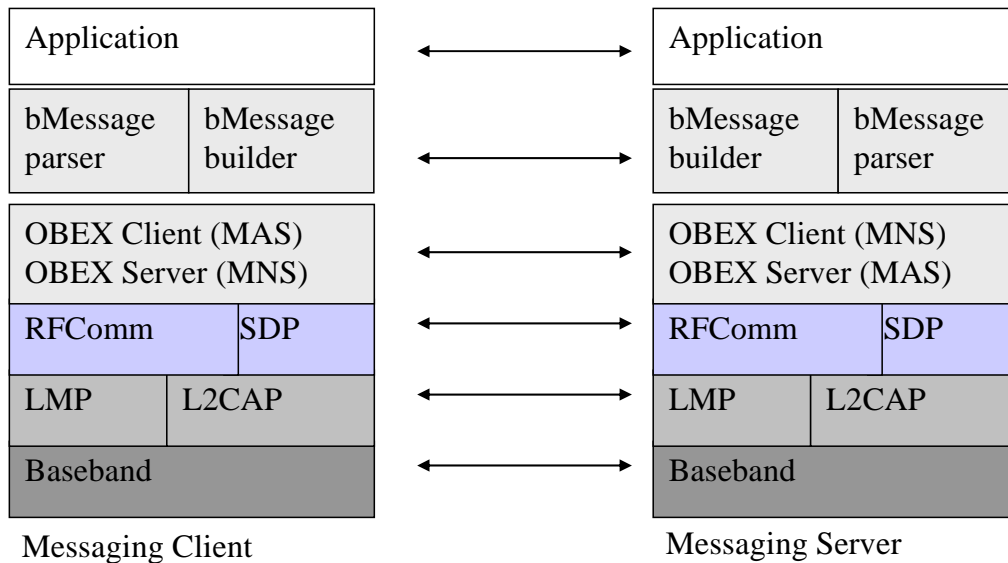 Application
bMessage parser
bMessage builder
OBEX Client (MAS)
OBEX Server (MNS)
RFComm
SDP
LMP
L2CAP
Baseband
Messaging Client
Application
bMessage builder
bMessage parser
OBEX Client (MNS)
OBEX Server (MAS)
RFComm
SDP
LMP
L2CAP
Baseband
Messaging Server